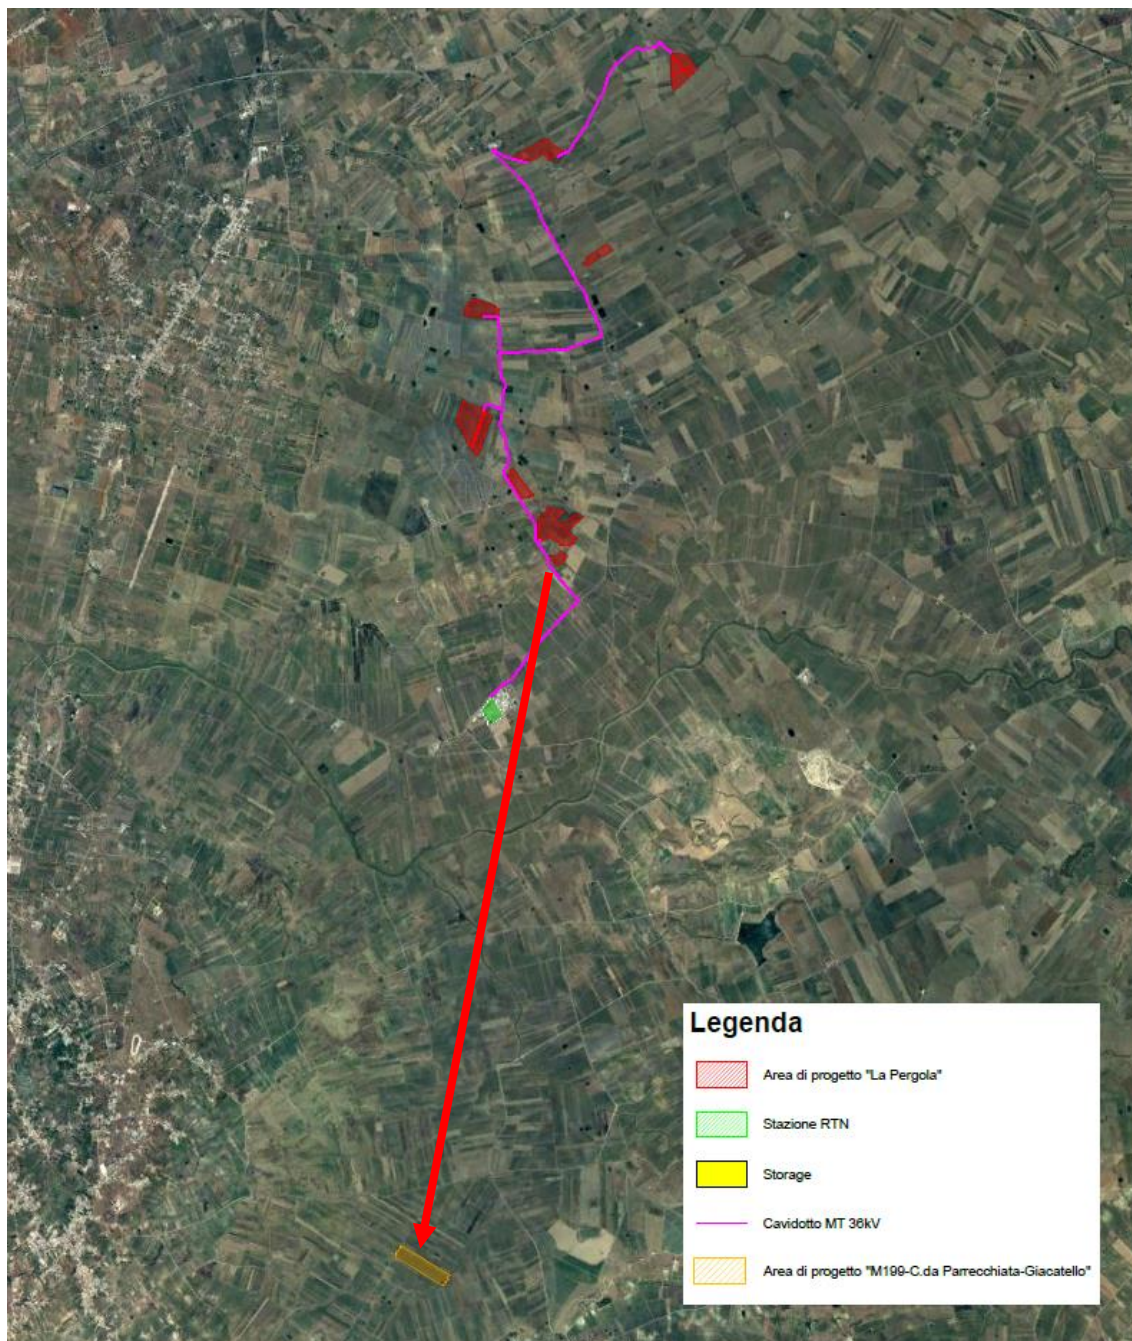 Legenda
Area di progetto "La Pergola"
Stazione RTN
Storage
Cavidotto MT 36kV
Area di progetto "M199-C.da Parrecchiata-Giacatello"